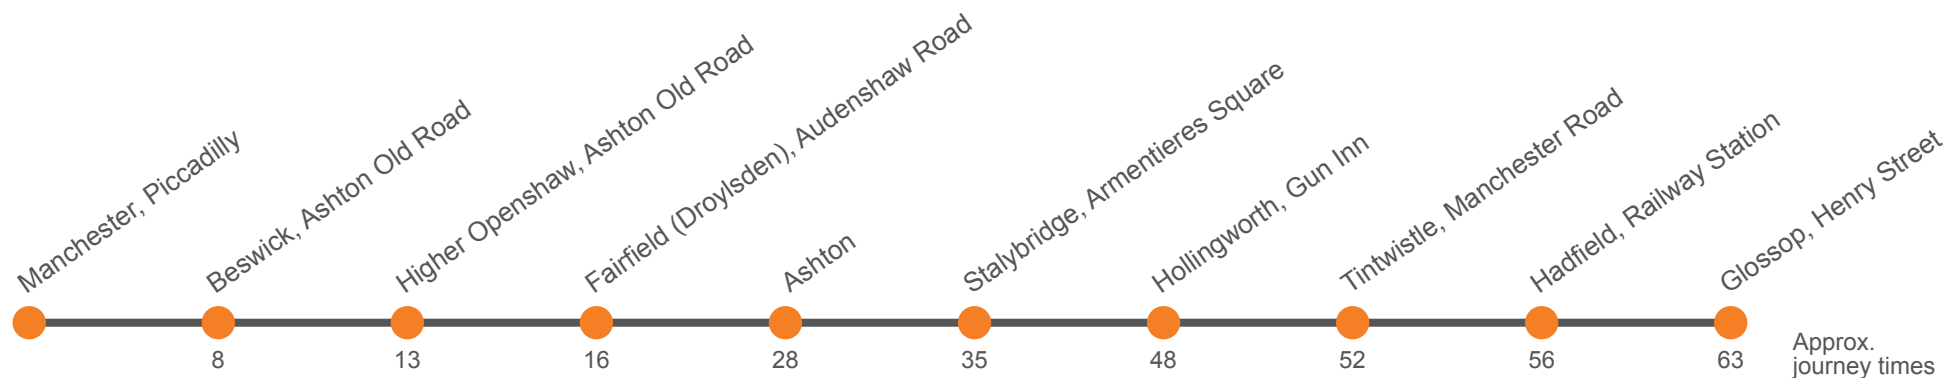 Manchester, Piccadilly
Beswick, Ashton Old Road
Higher Openshaw, Ashton Old Road
Fairfield (Droylsden), Audenshaw Road
Ashton
Stalybridge, Armentieres Square
Hollingworth, Gun Inn
Tintwistle, Manchester Road
Hadfield, Railway Station
Glossop, Henry Street
8
13
16
28
35
48
52
56
63
Approx.
journey times